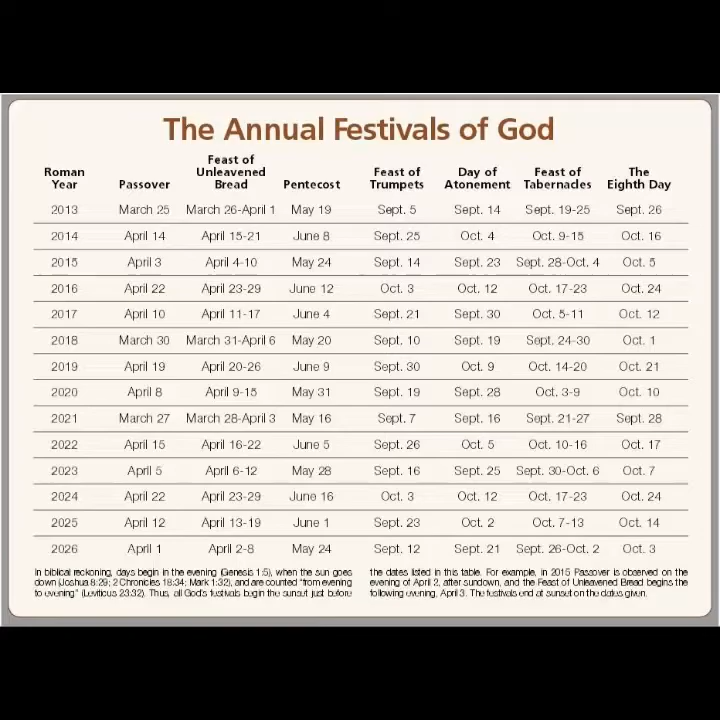 The Annual Festivals of God
Roman Year Passover Feast of Unleavened Bread Pentecost Feast of Trumpets Day of Atonement Feast of Tabernacles The Eighth Day
2013 March 25 March 26-April 1 May 19 Sept. 5 Sept. 14 Sept. 19-25 Sept. 26
2014 April 14 April 15-21 June 8 Sept. 25 Oct. 4 Oct. 9-15 Oct. 16
2015 April 3 April 4-10 May 24 Sept. 14 Sept. 23 Sept. 28-Oct. 4 Oct. 5
2016 April 22 April 23-29 June 12 Oct. 3 Oct. 12 Oct. 17-23 Oct. 24
2017 April 10 April 11-17 June 4 Sept. 21 Sept. 30 Oct. 5-11 Oct. 12
2018 March 30 March 31-April 6 May 20 Sept. 10 Sept. 19 Sept. 24-30 Oct. 1
2019 April 19 April 20-26 June 9 Sept. 30 Oct. 9 Oct. 14-20 Oct. 21
2020 April 8 April 9-15 May 31 Sept. 19 Sept. 28 Oct. 3-9 Oct. 10
2021 March 27 March 28-April 3 May 16 Sept. 7 Sept. 16 Sept. 21-27 Sept. 28
2022 April 15 April 16-22 June 5 Sept. 26 Oct. 5 Oct. 10-16 Oct. 17
2023 April 5 April 6-12 May 28 Sept. 16 Sept. 25 Sept. 30-Oct. 6 Oct. 7
2024 April 22 April 23-29 June 16 Oct. 3 Oct. 12 Oct. 17-23 Oct. 24
2025 April 12 April 13-19 June 1 Sept. 23 Oct. 2 Oct. 7-13 Oct. 14
2026 April 1 April 2-8 May 24 Sept. 12 Sept. 21 Sept. 26-Oct. 2 Oct. 3
In biblical reckoning, days begin in the evening (Genesis 1:5), when the sun goes
down (Joshua 8:29; 2 Chronicles 18:34; Mark 1:32), and are counted "from evening
to evening" (Leviticus 23:32). Thus, all God's festivals begin the sunset just before
the dates listed in this table. For example, in 2015 Passover is observed on the
evening of April 2, after sundown, and the Feast of Unleavened Bread begins the
following evening, April 3. The festivals end at sunset on the dates given.